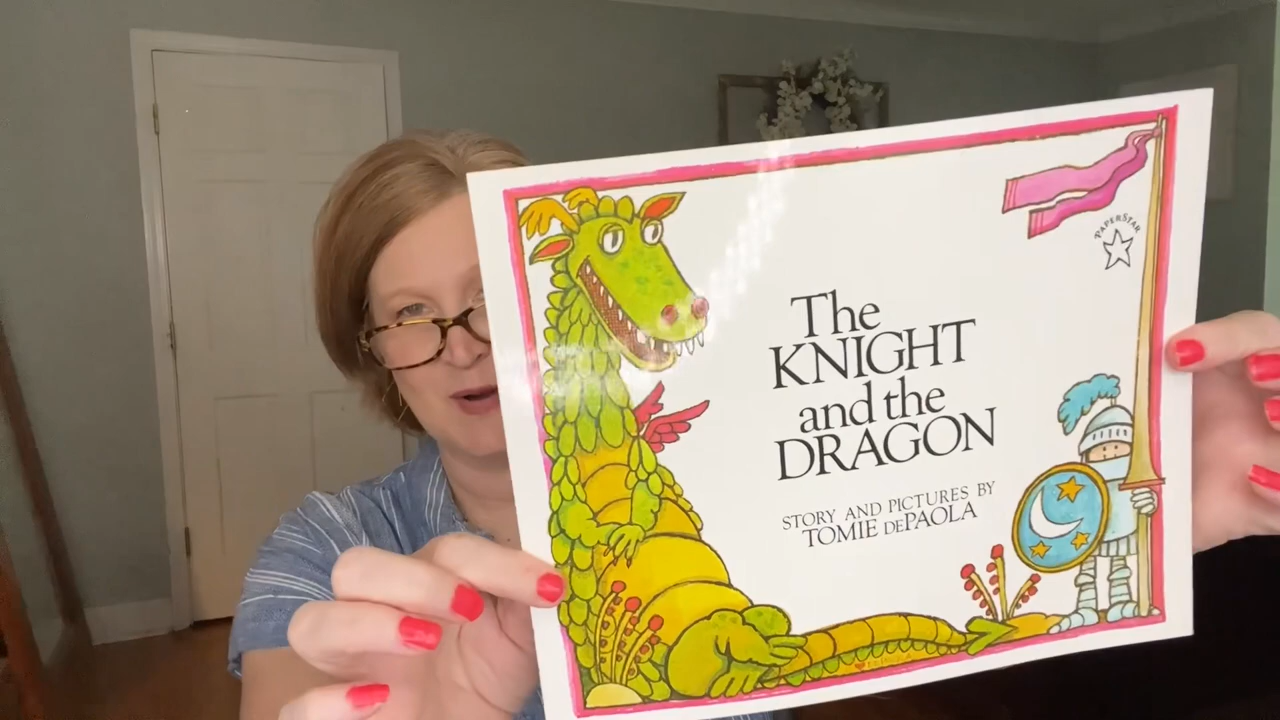 PAPERSTAR
The
KNIGHT
and the
DRAGON
STORY AND PICTURES BY
TOMIE DEPAOLA